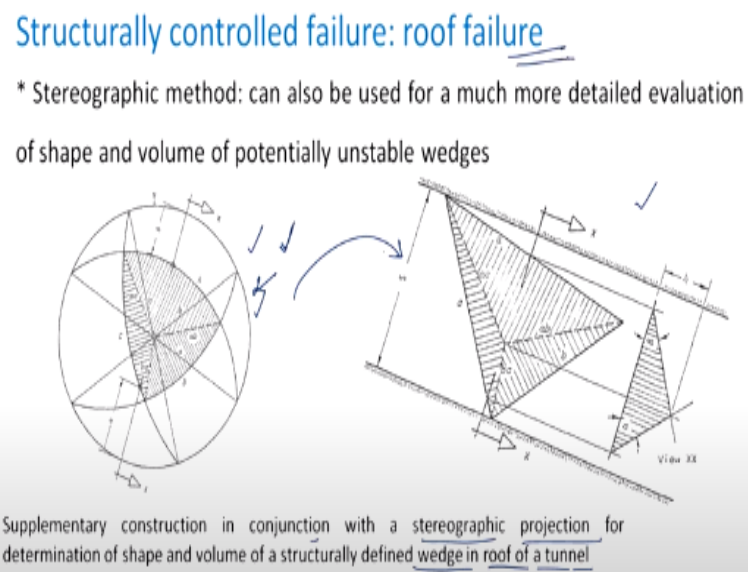 Structurally controlled failure: roof failure
* Stereographic method: can also be used for a much more detailed evaluation
of shape and volume of potentially unstable wedges
View XX
Supplementary construction in conjunction with a stereographic projection for
determination of shape and volume of a structurally defined wedge in roof of a tunnel